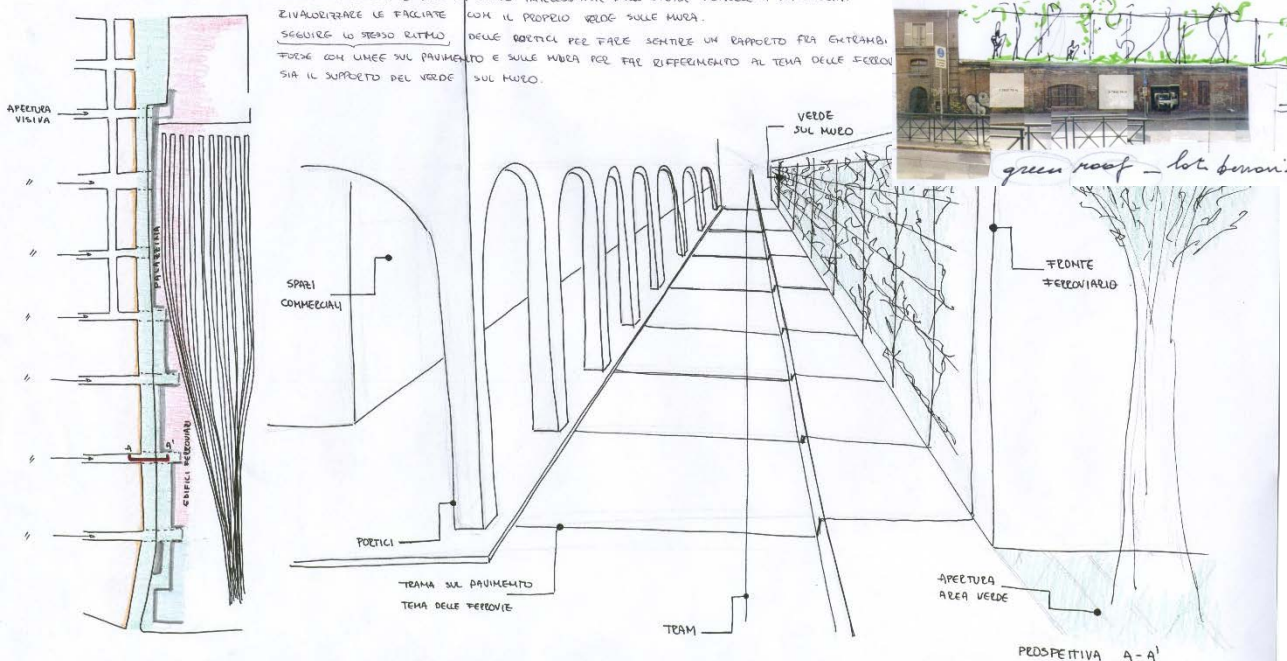 RIVALORIZZARE LE FACCIATE CON IL PROPRIO VERDE SULLE MURA.
SEGUIRE LO STESSO RITMO DELLE PORTICI PER FARE SENTIRE UN RAPPORTO FRA ENTRAMBI
FORSE CON LINEE SUL PAVIMENTO E SULLE MURA PER FAR RIFFERIMENTO AL TEMA DELLE FERROV
SIA IL SUPPORTO DEL VERDE SUL MURO.
green roof
APERTURA
VISIVA
PALAZZINA
EDIFICI FERROVIARI
A
A'
SPAZI
COMMERCIALI
VERDE
SUL MURO
FRONTE
FERROVIARIO
PORTICI
TRAMA SUL PAVIMENTO
TEMA DELLE FERROVIE
TRAM
APERTURA
AREA VERDE
PROSPETTIVA A-A'